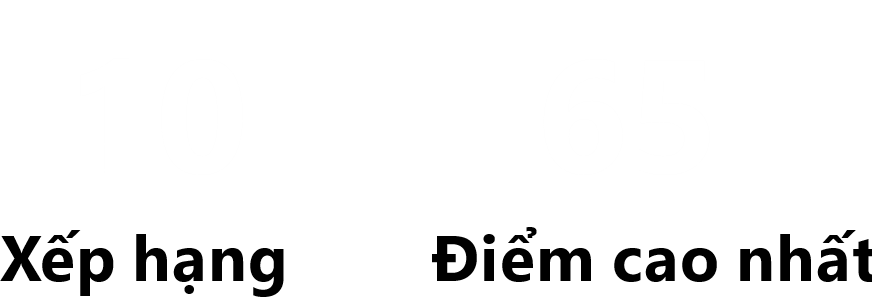 Xếp hạng Điểm cao nhất